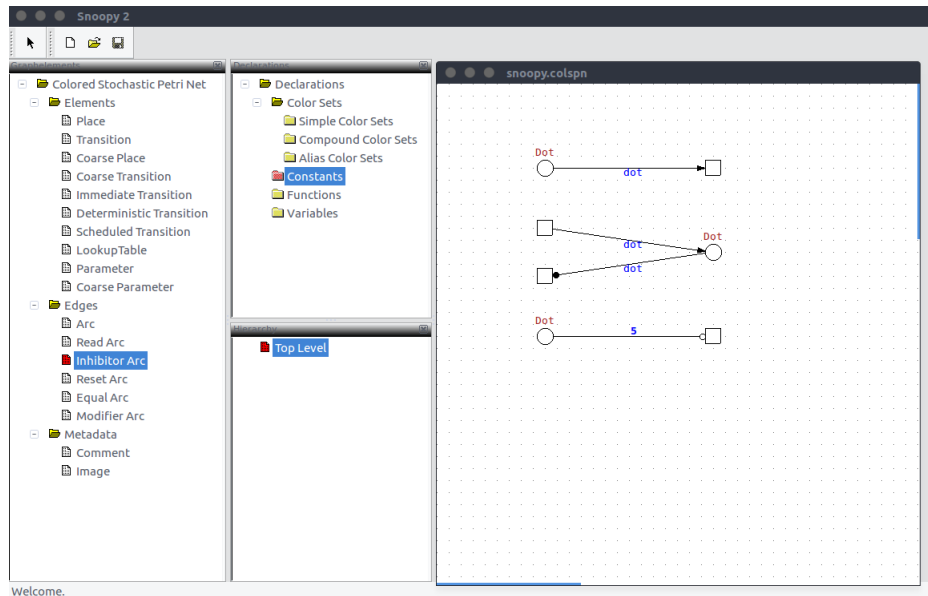 Snoopy 2
Graphelements
Colored Stochastic Petri Net
Elements
Place
Transition
Coarse Place
Coarse Transition
Immediate Transition
Deterministic Transition
Scheduled Transition
LookupTable
Parameter
Coarse Parameter
Edges
Arc
Read Arc
Inhibitor Arc
Reset Arc
Equal Arc
Modifier Arc
Metadata
Comment
Image
Declarations
Declarations
Color Sets
Simple Color Sets
Compound Color Sets
Alias Color Sets
Constants
Functions
Variables
Hierarchy
Top Level
snoopy.colspn
Dot
dot
Dot
dot
dot
Dot
5
Welcome.